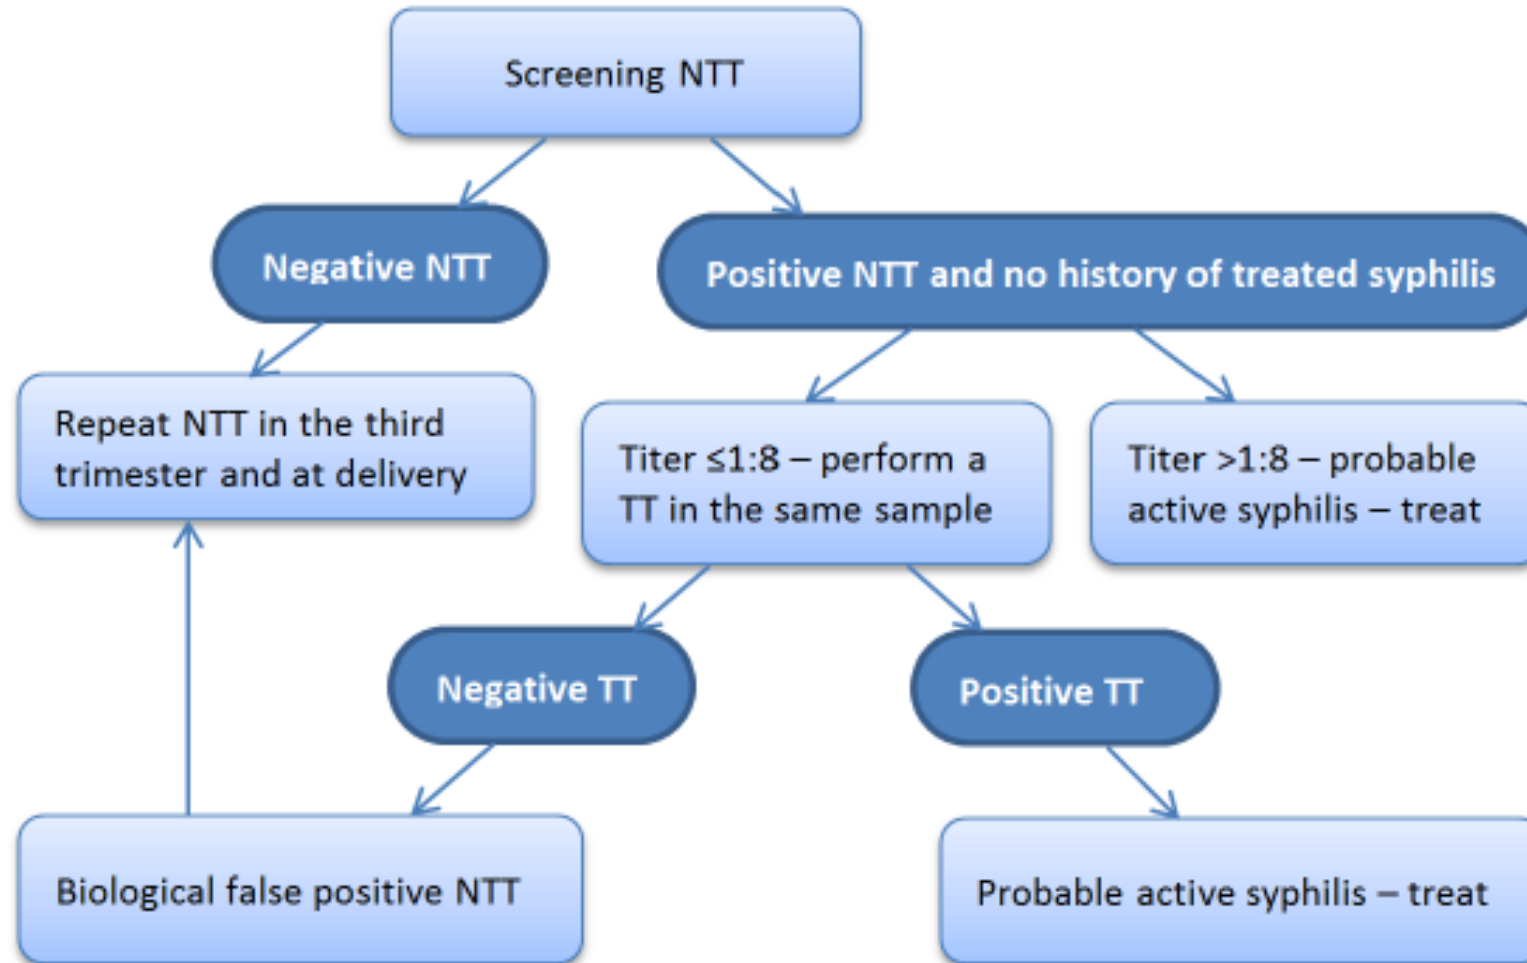 Screening NTT
Negative NTT
Positive NTT and no history of treated syphilis
Repeat NTT in the third
trimester and at delivery
Titer ≤1:8 – perform a
TT in the same sample
Titer >1:8 – probable
active syphilis – treat
Negative TT
Positive TT
Biological false positive NTT
Probable active syphilis – treat